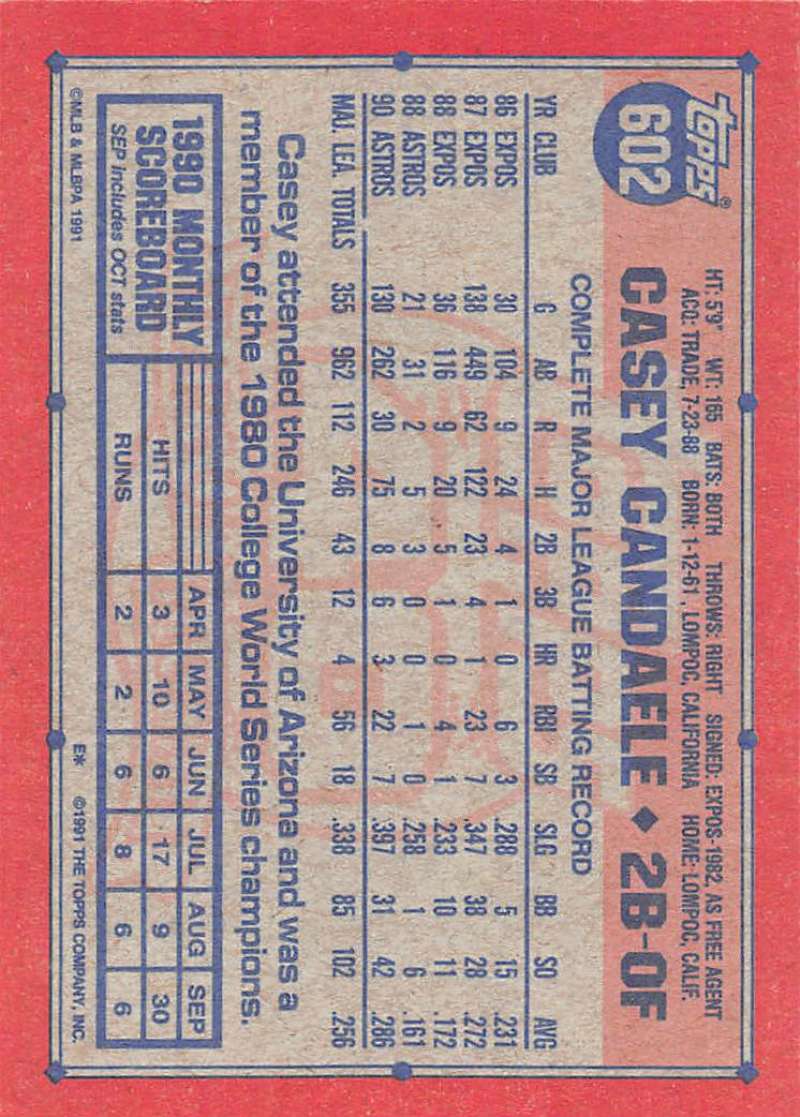 topps®
602
HT: 5'9" WT: 165 BATS: BOTH THROWS: RIGHT SIGNED: EXPOS-1982, AS FREE AGENT
ACQ: TRADE, 7-23-88 BORN: 1-12-61, LOMPOC, CALIFORNIA HOME: LOMPOC, CALIF.
CASEY CANDAELE ◆ 2B-OF
COMPLETE MAJOR LEAGUE BATTING RECORD
YR CLUB G AB R H 2B 3B HR RBI SB SLG BB SO AVG
86 EXPOS 30 104 9 24 4 1 0 6 3 .288 5 15 .231
87 EXPOS 138 449 62 122 23 4 1 23 7 .347 38 28 .272
88 EXPOS 36 116 9 20 5 1 0 4 1 .233 10 11 .172
88 ASTROS 21 31 2 5 3 0 0 1 0 .258 1 6 .161
90 ASTROS 130 262 30 75 8 6 3 22 7 .397 31 42 .286
MAJ. LEA. TOTALS 355 962 112 246 43 12 4 56 18 .338 85 102 .256
Casey attended the University of Arizona and was a
member of the 1980 College World Series champions.
1990 MONTHLY
SCOREBOARD
SEP includes OCT stats
APR MAY JUN JUL AUG SEP
HITS 3 10 6 17 9 30
RUNS 2 2 6 8 6 6
©MLB & MLBPA 1991 E* ©1991 THE TOPPS COMPANY, INC.